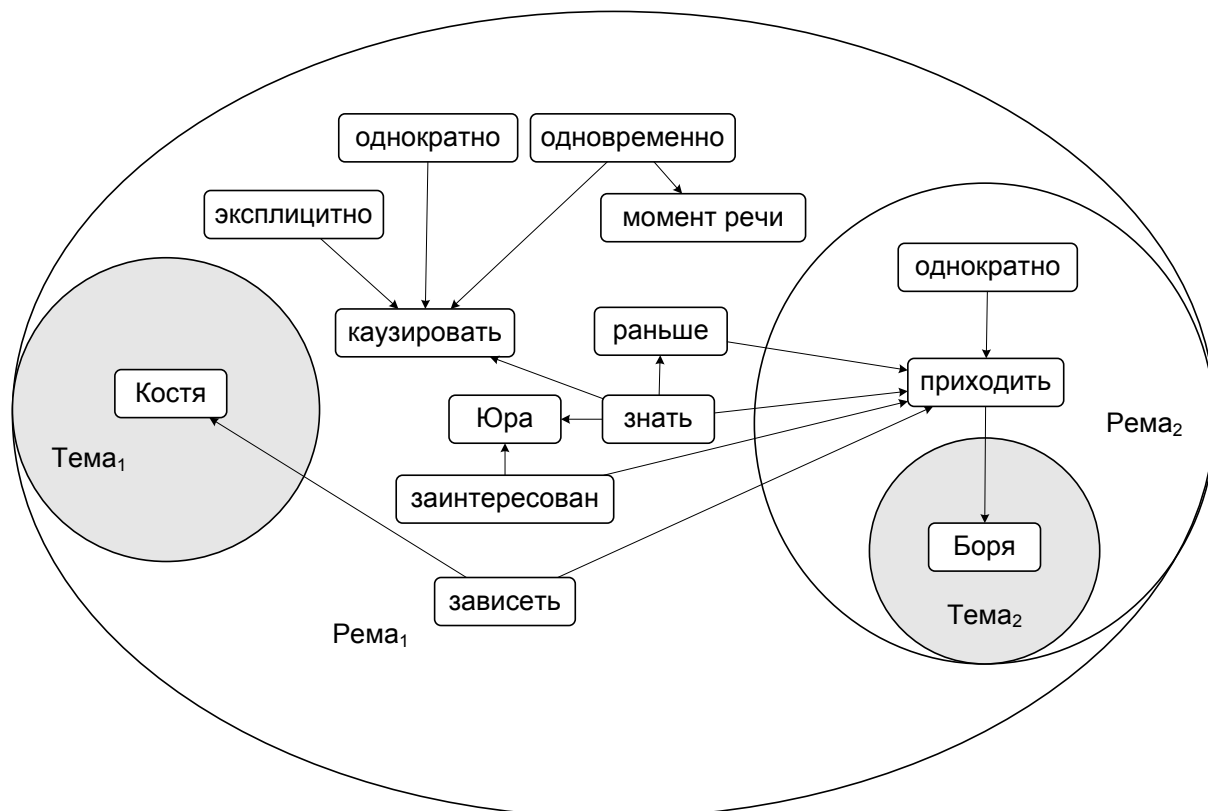 однократно
одновременно
эксплицитно
момент речи
однократно
каузировать
раньше
приходить
Костя
Юра
знать
Рема₂
Тема₁
заинтересован
Боря
зависеть
Тема₂
Рема₁